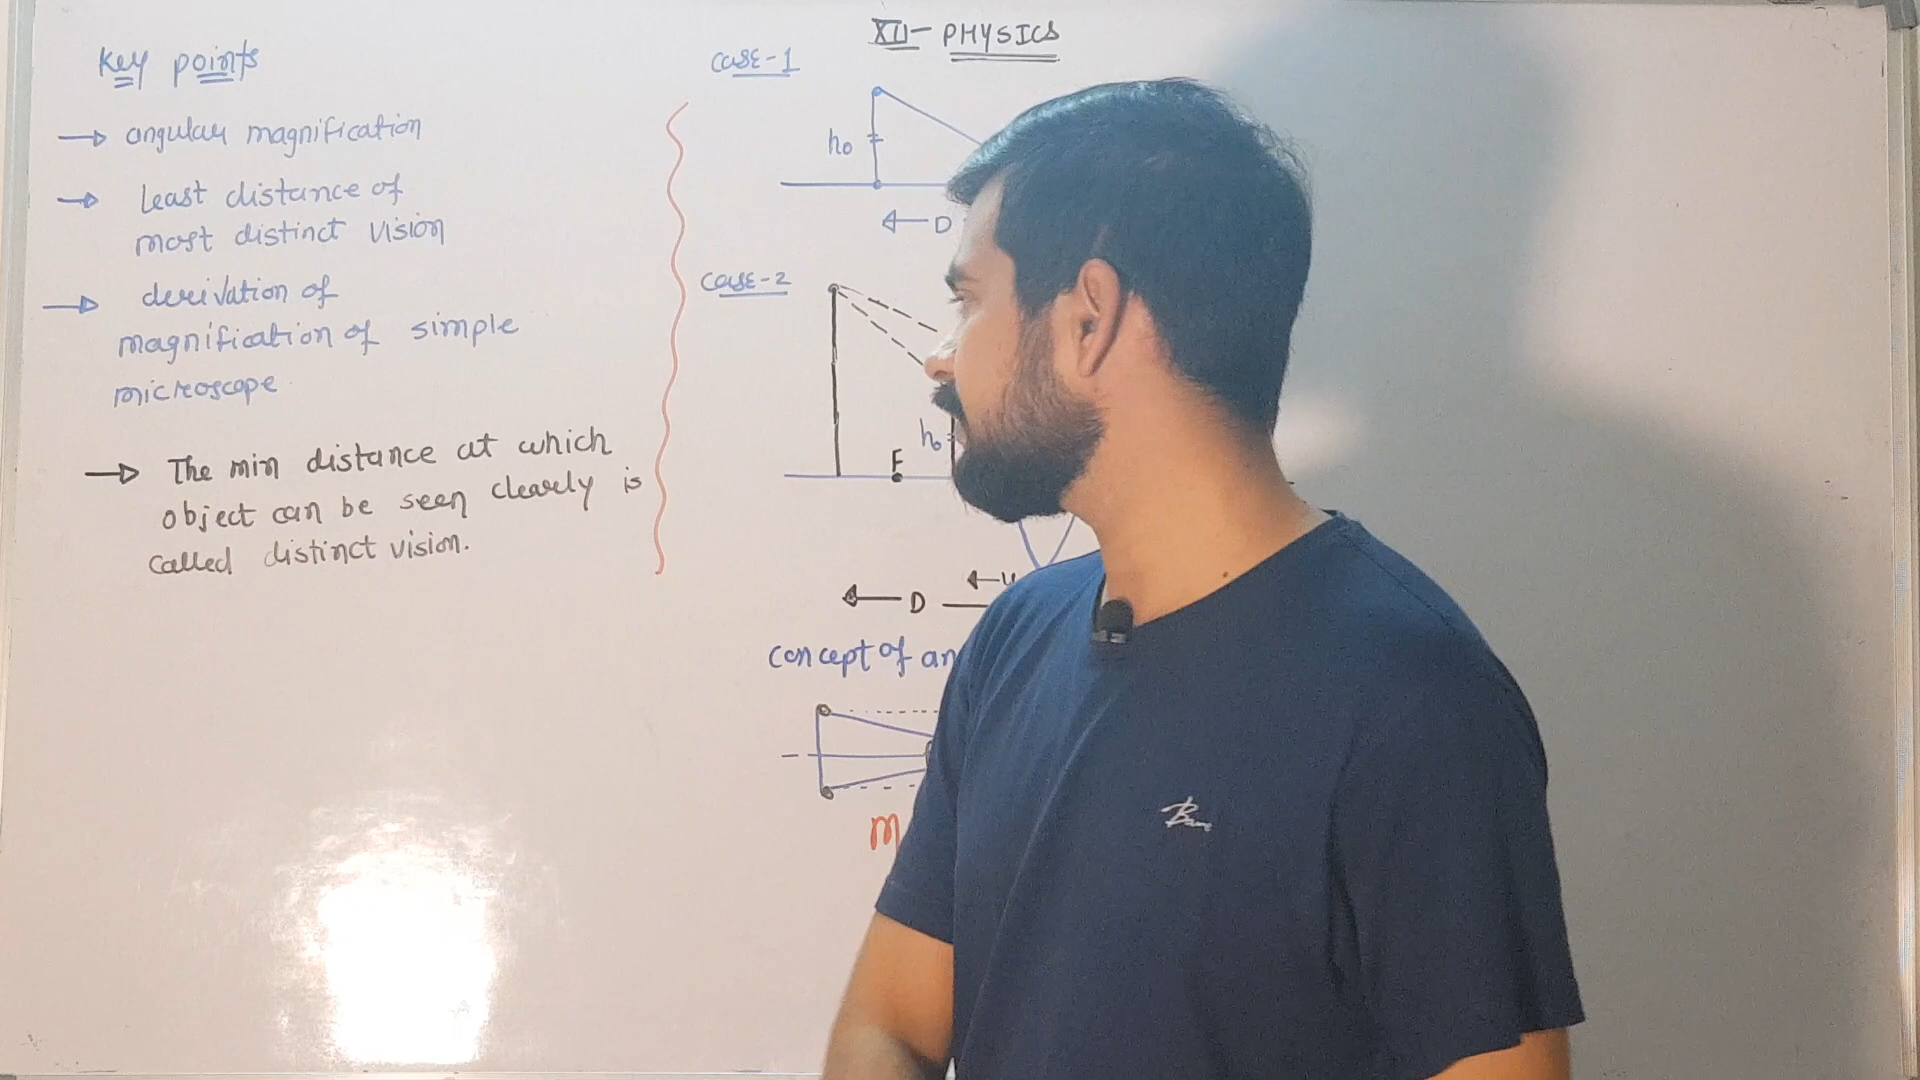 XII - PHYSICS
Key points
→ angular magnification
→ Least distance of
most distinct vision
→ derivation of
magnification of simple
microscope
→ The min distance at which
object can be seen clearly is
called distinct vision.
Case-1
ho
D
Case-2
ho
F
u
D
concept of an
m